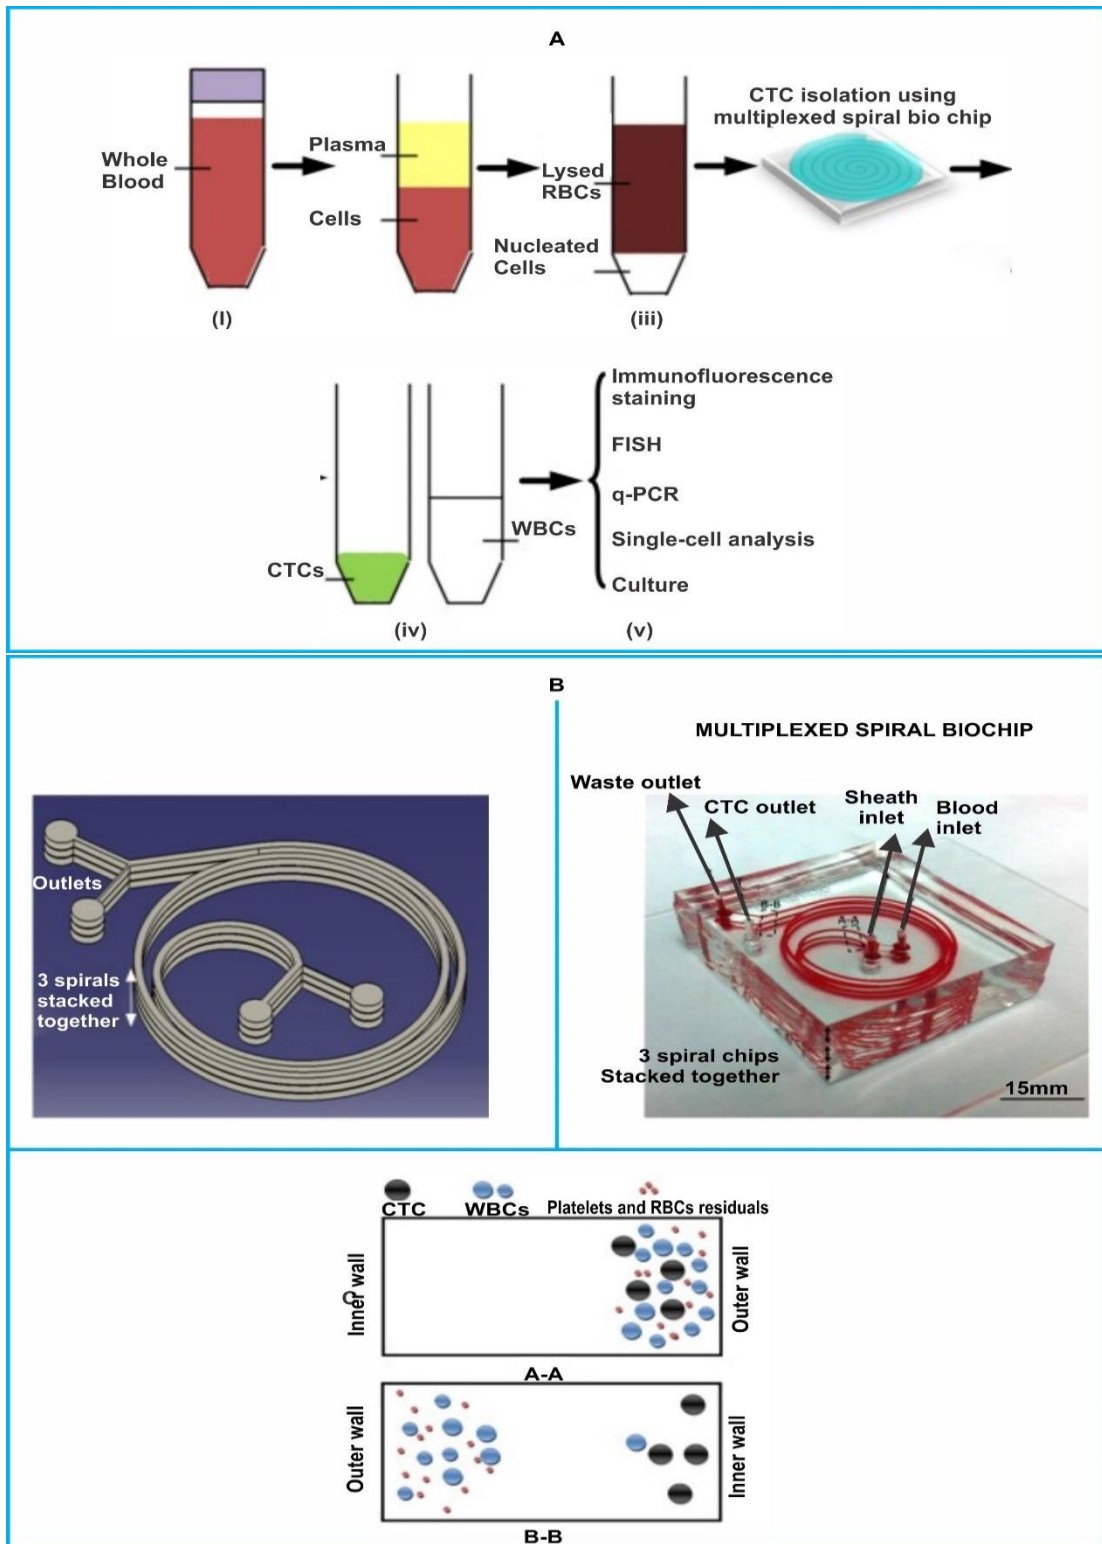 A
Whole
Blood
(I)
Plasma
Cells
Lysed
RBCs
Nucleated
Cells
(iii)
CTC isolation using
multiplexed spiral bio chip
CTCs
WBCs
(iv)
Immunofluorescence
staining
FISH
q-PCR
Single-cell analysis
Culture
(v)
B
Outlets
3 spirals
stacked
together
MULTIPLEXED SPIRAL BIOCHIP
Waste outlet
CTC outlet
Sheath
inlet
Blood
inlet
B-B
A-A
3 spiral chips
Stacked together
15mm
CTC
WBCs
Platelets and RBCs residuals
C
Inner wall
Outer wall
A-A
Outer wall
Inner wall
B-B